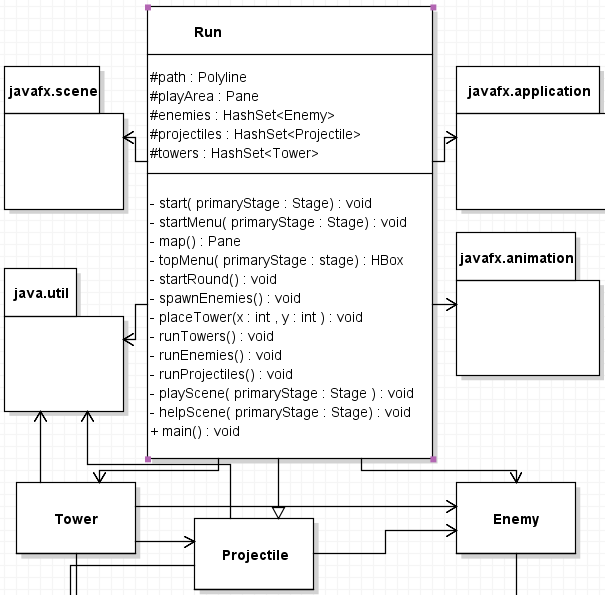 Run
#path : Polyline
#playArea : Pane
#enemies : HashSet<Enemy>
#projectiles : HashSet<Projectile>
#towers : HashSet<Tower>
- start( primaryStage : Stage) : void
- startMenu( primaryStage : Stage) : void
- map() : Pane
- topMenu( primaryStage : stage) : HBox
- startRound() : void
- spawnEnemies() : void
- placeTower(x : int , y : int ) : void
- runTowers() : void
- runEnemies() : void
- runProjectiles() : void
- playScene( primaryStage : Stage ) : void
- helpScene( primaryStage : Stage) : void
+ main() : void
javafx.scene
javafx.application
java.util
javafx.animation
Tower
Projectile
Enemy